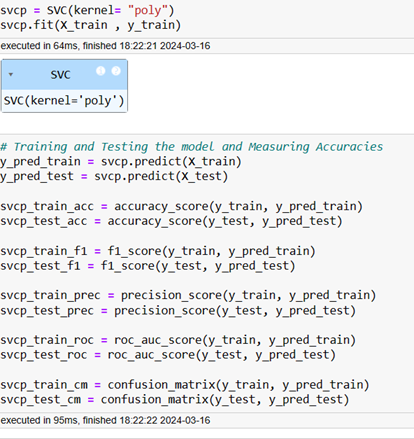 svcp = SVC(kernel= "poly")
svcp.fit(X_train , y_train)
executed in 64ms, finished 18:22:21 2024-03-16
SVC
SVC(kernel='poly')
# Training and Testing the model and Measuring Accuracies
y_pred_train = svcp.predict(X_train)
y_pred_test = svcp.predict(X_test)
svcp_train_acc = accuracy_score(y_train, y_pred_train)
svcp_test_acc = accuracy_score(y_test, y_pred_test)
svcp_train_f1 = f1_score(y_train, y_pred_train)
svcp_test_f1 = f1_score(y_test, y_pred_test)
svcp_train_prec = precision_score(y_train, y_pred_train)
svcp_test_prec = precision_score(y_test, y_pred_test)
svcp_train_roc = roc_auc_score(y_train, y_pred_train)
svcp_test_roc = roc_auc_score(y_test, y_pred_test)
svcp_train_cm = confusion_matrix(y_train, y_pred_train)
svcp_test_cm = confusion_matrix(y_test, y_pred_test)
executed in 95ms, finished 18:22:22 2024-03-16